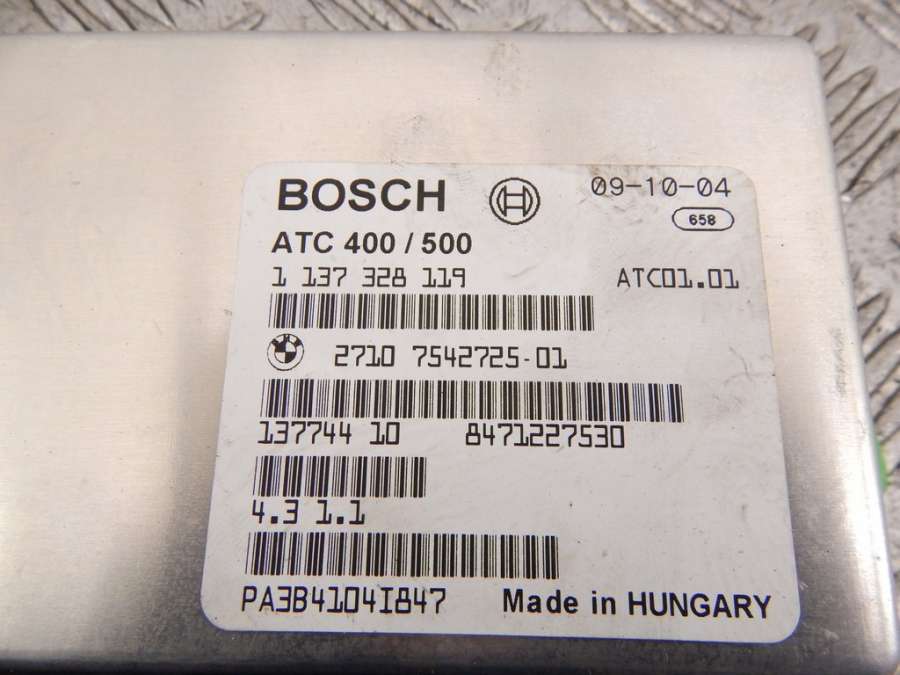 BOSCH 09-10-04
658
ATC 400 / 500
1 137 328 119 ATC01.01
2710 7542725-01
137744 10 8471227530
4.3 1.1
PA3B4104I847 Made in HUNGARY